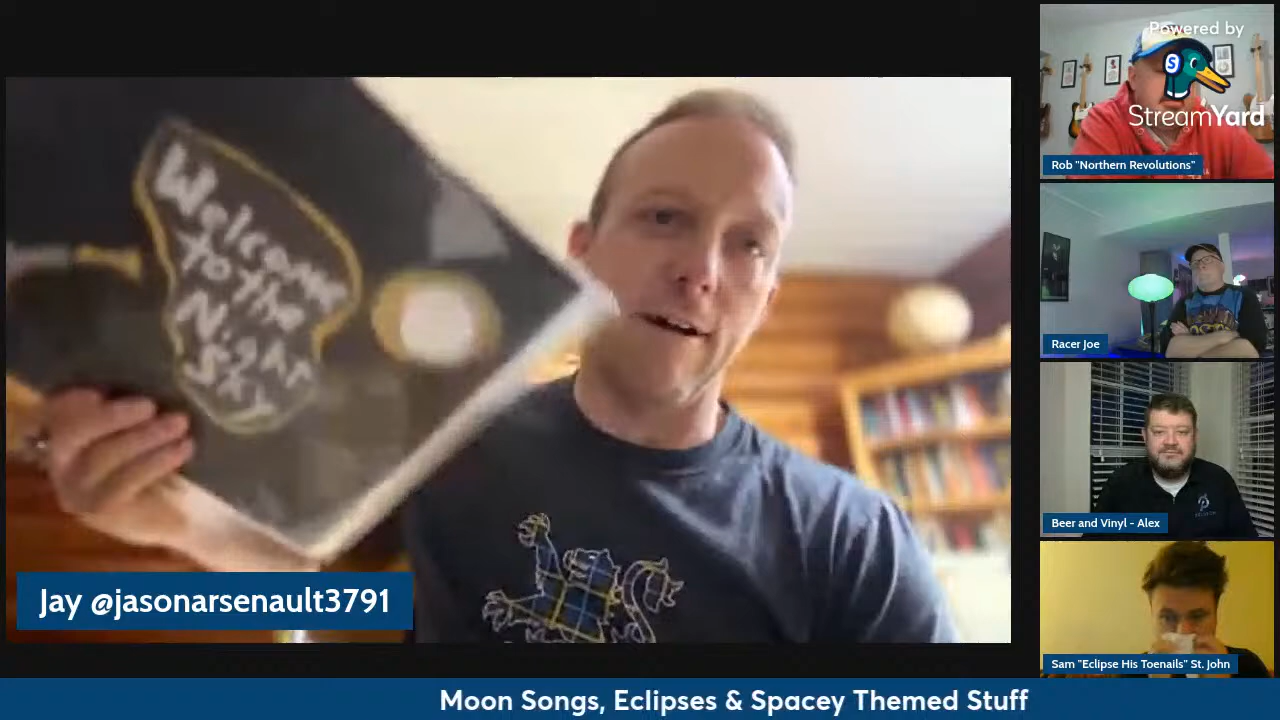 Powered by
S
StreamYard
Rob "Northern Revolutions"
Welcome
To The
Night
Sky
Racer Joe
Beer and Vinyl - Alex
Jay @jasonarsenault3791
Sam "Eclipse His Toenails" St. John
Moon Songs, Eclipses & Spacey Themed Stuff